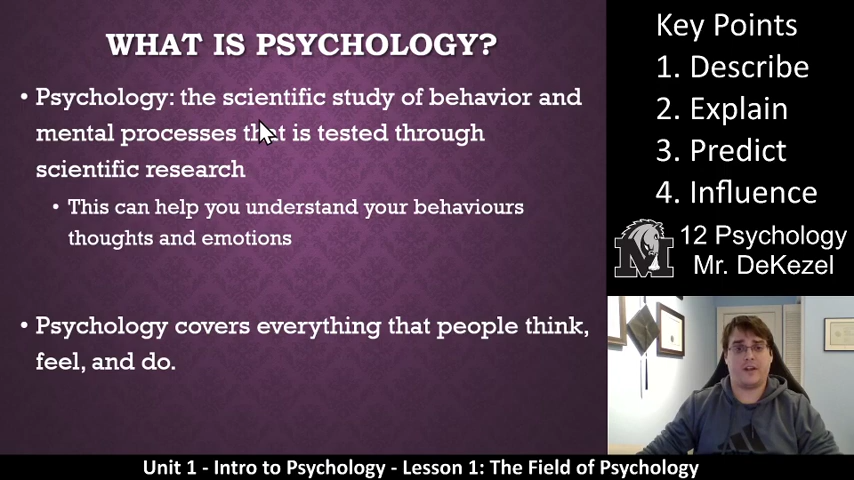 WHAT IS PSYCHOLOGY?
• Psychology: the scientific study of behavior and
mental processes that is tested through
scientific research
• This can help you understand your behaviours
thoughts and emotions
• Psychology covers everything that people think,
feel, and do.
Key Points
1. Describe
2. Explain
3. Predict
4. Influence
M
12 Psychology
Mr. DeKezel
Unit 1 - Intro to Psychology - Lesson 1: The Field of Psychology